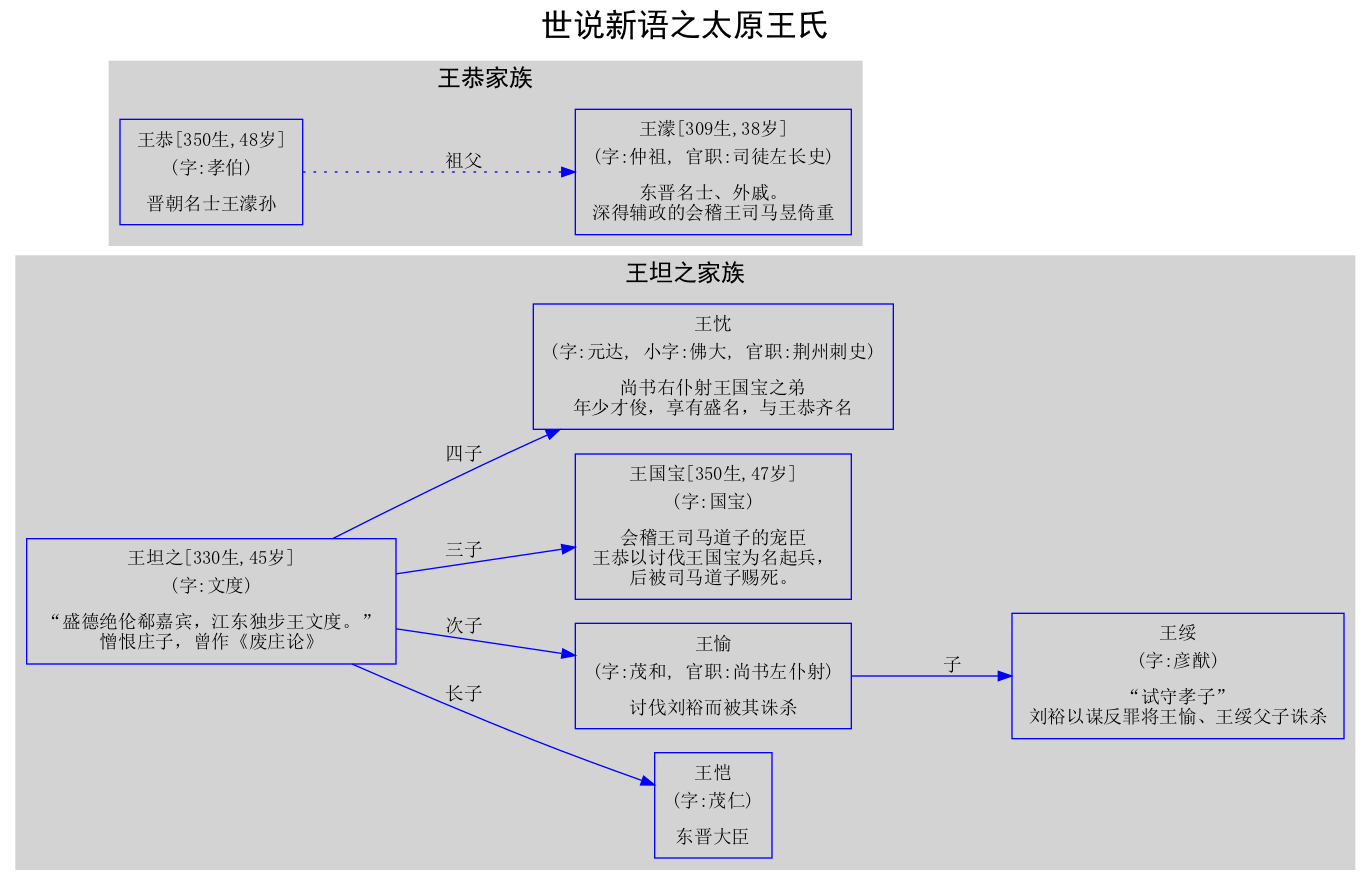 世说新语之太原王氏
王恭家族
王恭[350生,48岁]
(字:孝伯)
晋朝名士王濛孙
祖父
王濛[309生,38岁]
(字:仲祖, 官职:司徒左长史)
东晋名士、外戚。
深得辅政的会稽王司马昱倚重
王坦之家族
王坦之[330生,45岁]
(字:文度)
“盛德绝伦郗嘉宾，江东独步王文度。”
憎恨庄子，曾作《废庄论》
四子
王忱
(字:元达, 小字:佛大, 官职:荆州刺史)
尚书右仆射王国宝之弟
年少才俊，享有盛名，与王恭齐名
三子
王国宝[350生,47岁]
(字:国宝)
会稽王司马道子的宠臣
王恭以讨伐王国宝为名起兵，
后被司马道子赐死。
次子
王愉
(字:茂和, 官职:尚书左仆射)
讨伐刘裕而被其诛杀
子
王绥
(字:彦猷)
“试守孝子”
刘裕以谋反罪将王愉、王绥父子诛杀
长子
王恺
(字:茂仁)
东晋大臣